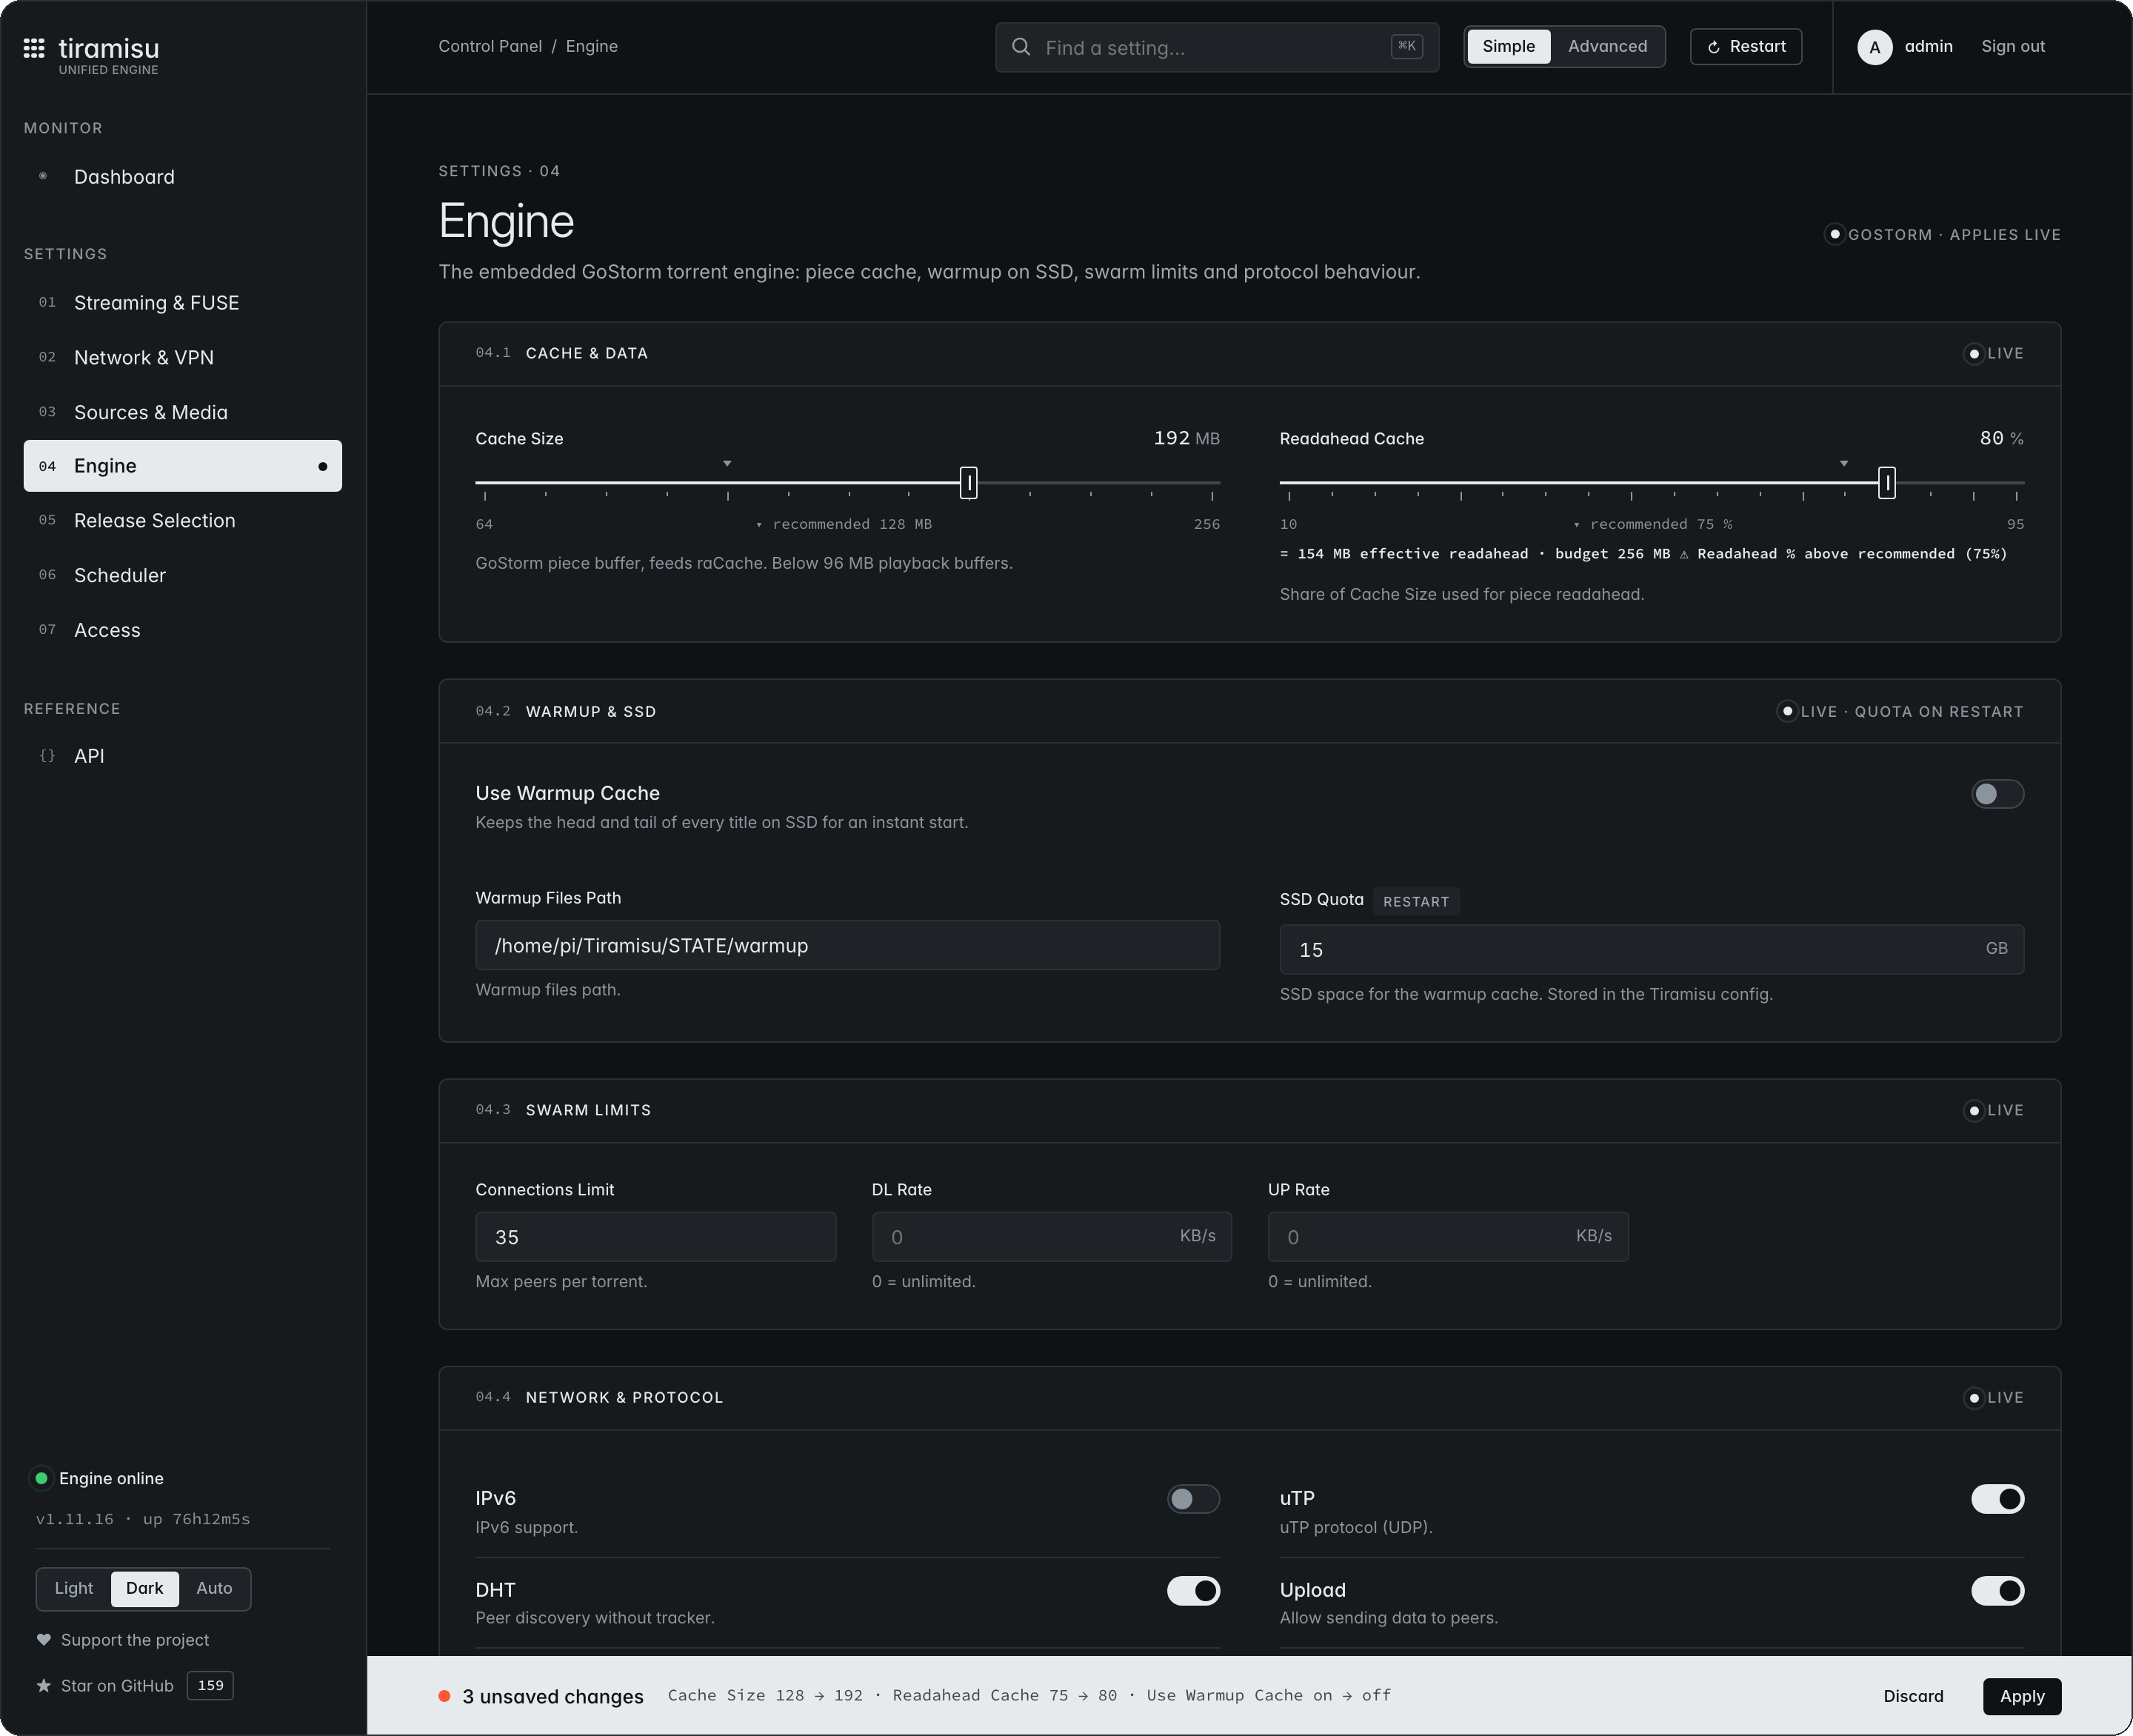 tiramisu
UNIFIED ENGINE
MONITOR
Dashboard
SETTINGS
01 Streaming & FUSE
02 Network & VPN
03 Sources & Media
04 Engine
05 Release Selection
06 Scheduler
07 Access
REFERENCE
{} API
Engine online
v1.11.16 · up 76h12m5s
Light Dark Auto
Support the project
Star on GitHub 159
Control Panel / Engine
Find a setting... ⌘K
Simple Advanced
Restart
A admin Sign out
SETTINGS · 04
Engine
GOSTORM · APPLIES LIVE
The embedded GoStorm torrent engine: piece cache, warmup on SSD, swarm limits and protocol behaviour.
04.1 CACHE & DATA LIVE
Cache Size 192 MB
64 ▾ recommended 128 MB 256
GoStorm piece buffer, feeds raCache. Below 96 MB playback buffers.
Readahead Cache 80 %
10 ▾ recommended 75 % 95
= 154 MB effective readahead · budget 256 MB ⚠ Readahead % above recommended (75%)
Share of Cache Size used for piece readahead.
04.2 WARMUP & SSD LIVE · QUOTA ON RESTART
Use Warmup Cache
Keeps the head and tail of every title on SSD for an instant start.
Warmup Files Path
/home/pi/Tiramisu/STATE/warmup
Warmup files path.
SSD Quota RESTART
15 GB
SSD space for the warmup cache. Stored in the Tiramisu config.
04.3 SWARM LIMITS LIVE
Connections Limit
35
Max peers per torrent.
DL Rate
0 KB/s
0 = unlimited.
UP Rate
0 KB/s
0 = unlimited.
04.4 NETWORK & PROTOCOL LIVE
IPv6
IPv6 support.
uTP
uTP protocol (UDP).
DHT
Peer discovery without tracker.
Upload
Allow sending data to peers.
3 unsaved changes Cache Size 128 → 192 · Readahead Cache 75 → 80 · Use Warmup Cache on → off
Discard Apply